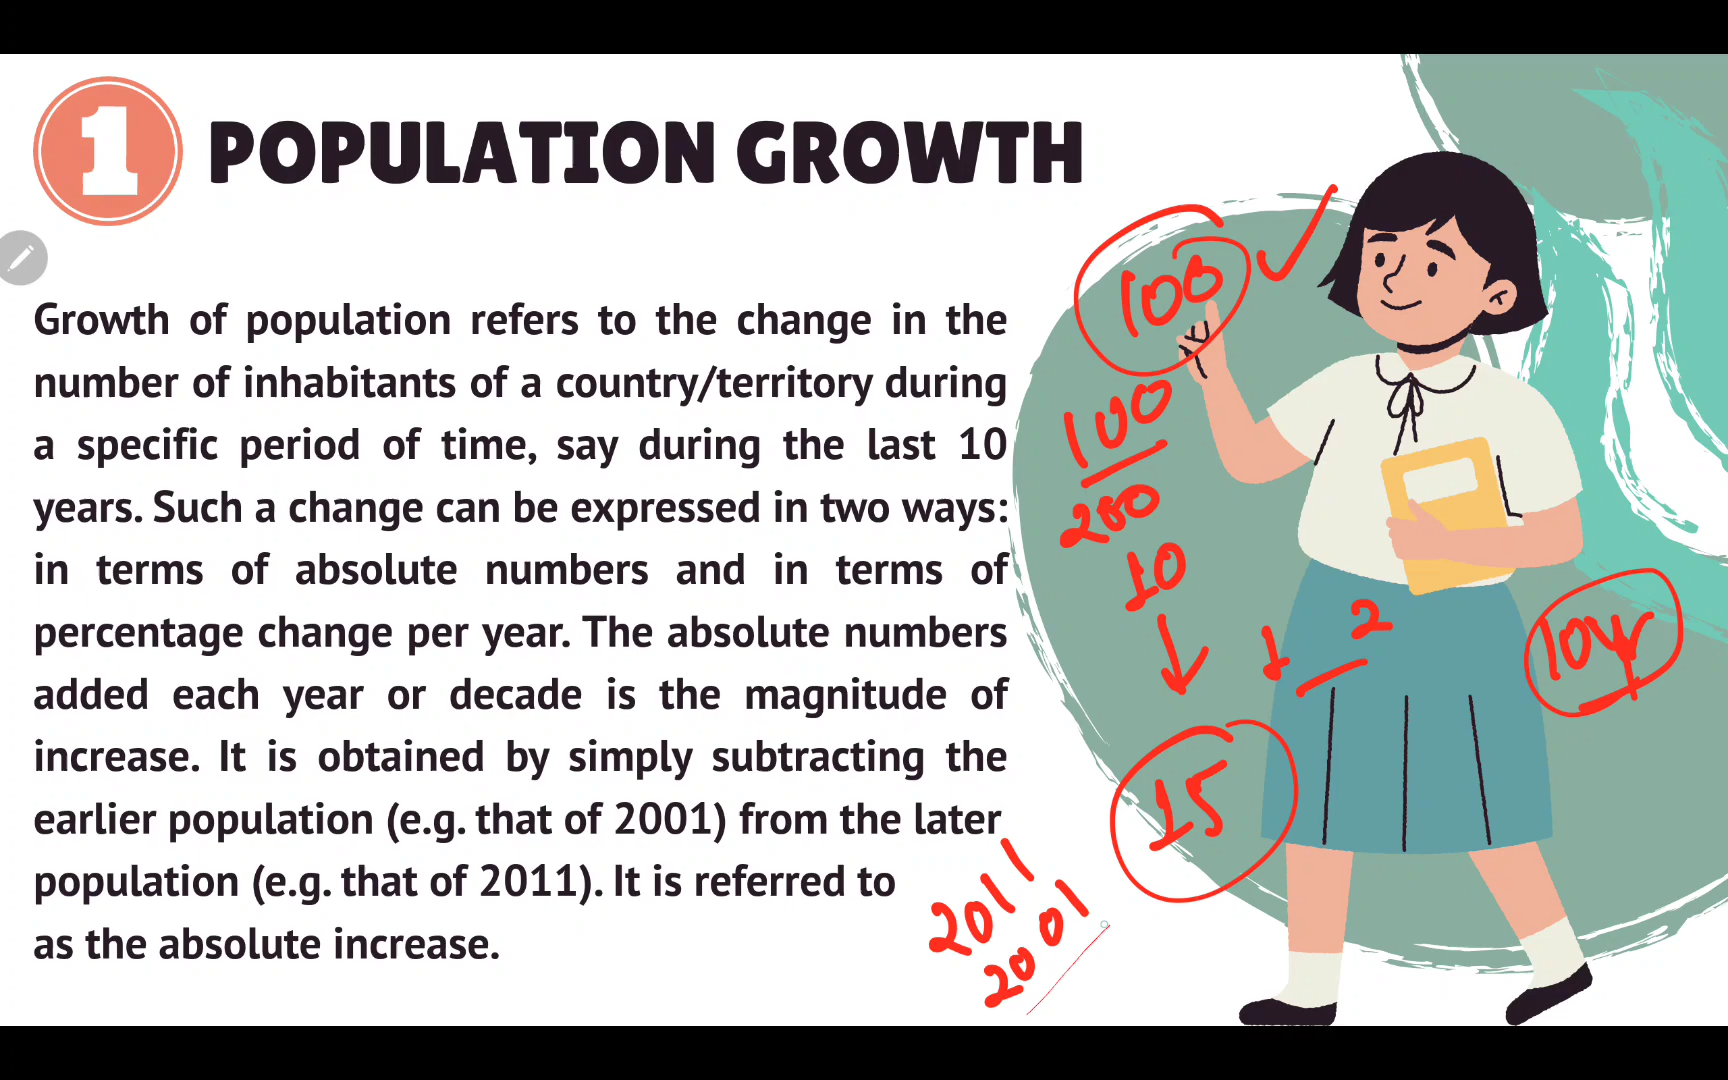 1
POPULATION GROWTH
Growth of population refers to the change in the
number of inhabitants of a country/territory during
a specific period of time, say during the last 10
years. Such a change can be expressed in two ways:
in terms of absolute numbers and in terms of
percentage change per year. The absolute numbers
added each year or decade is the magnitude of
increase. It is obtained by simply subtracting the
earlier population (e.g. that of 2001) from the later
population (e.g. that of 2011). It is referred to
as the absolute increase.
100
100
200
10
1 2
10yr
15
2011
2001